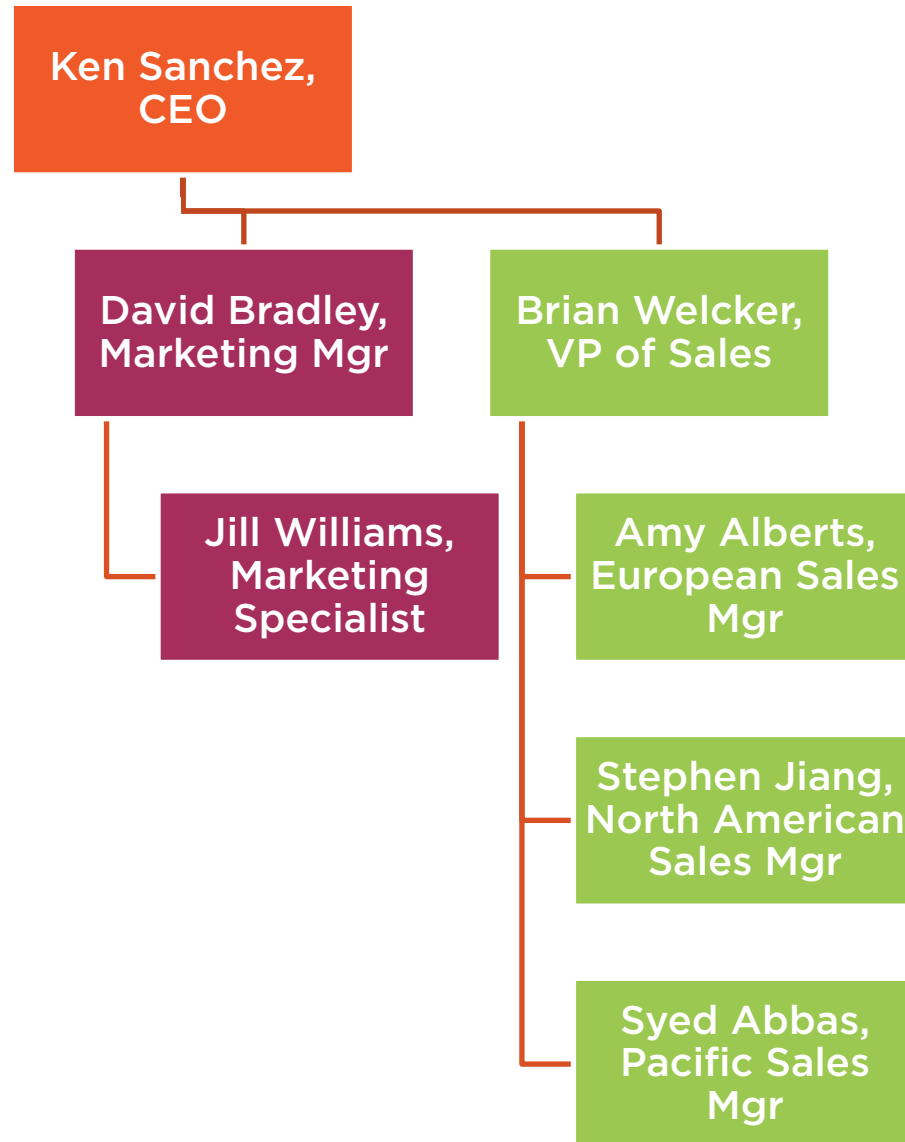 Ken Sanchez,
CEO
David Bradley,
Marketing Mgr
Brian Welcker,
VP of Sales
Jill Williams,
Marketing
Specialist
Amy Alberts,
European Sales
Mgr
Stephen Jiang,
North American
Sales Mgr
Syed Abbas,
Pacific Sales
Mgr